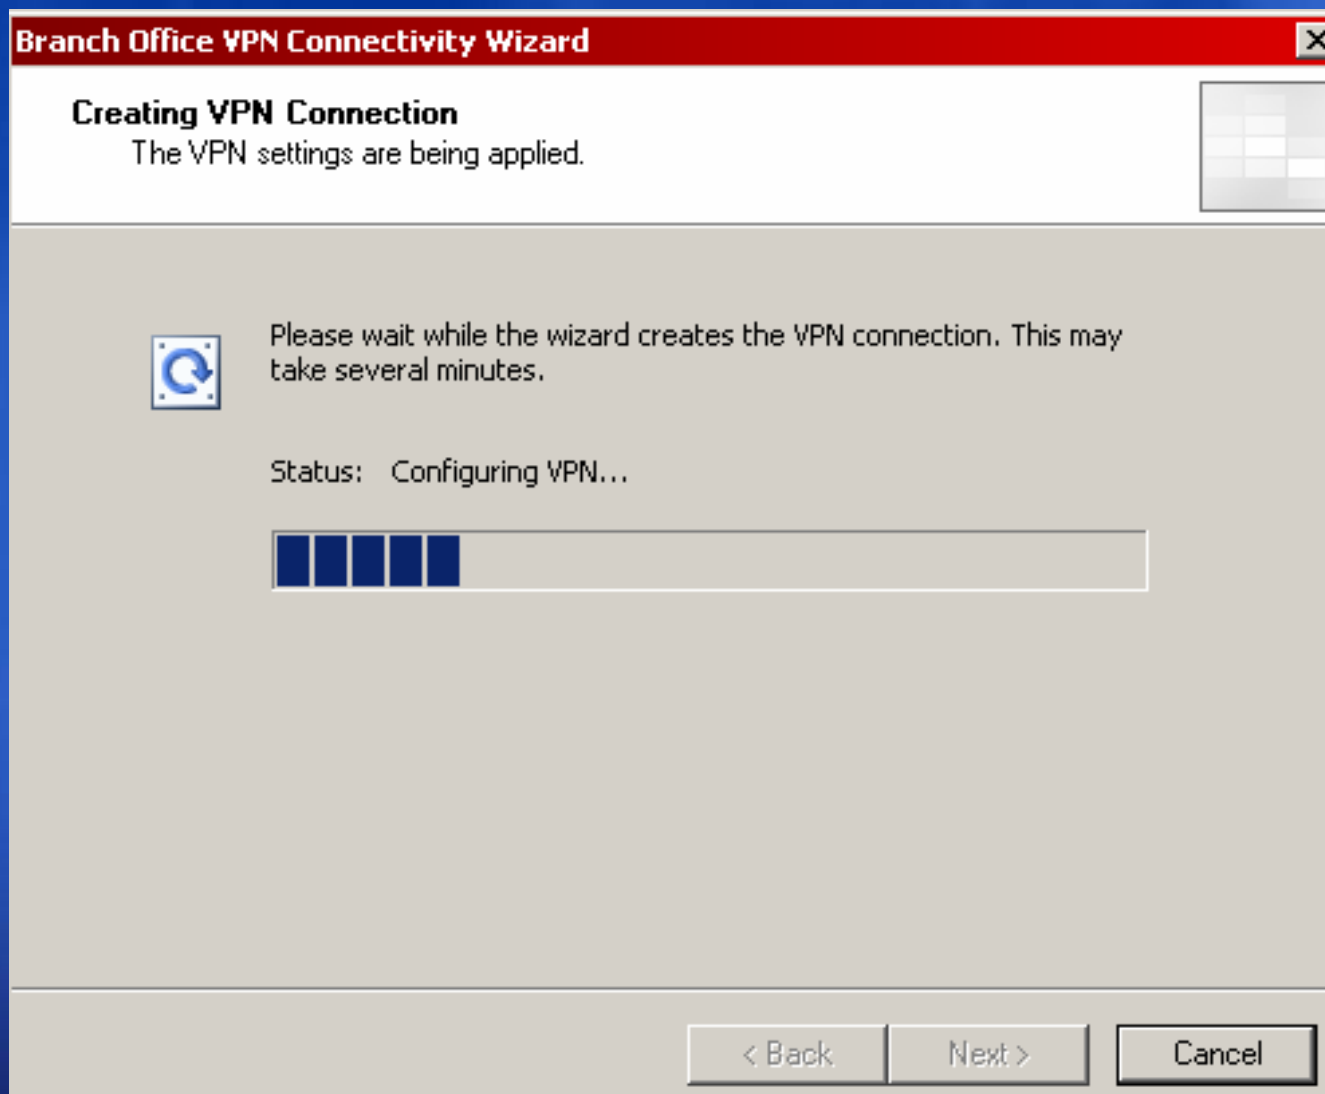 Branch Office VPN Connectivity Wizard
Creating VPN Connection
The VPN settings are being applied.
Please wait while the wizard creates the VPN connection. This may
take several minutes.
Status: Configuring VPN...
< Back Next > Cancel